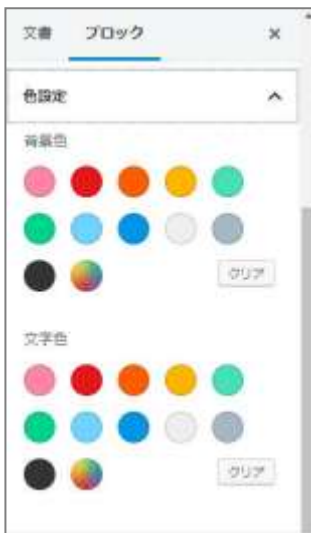 文書 ブロック ×
色設定
背景色
クリア
文字色
クリア